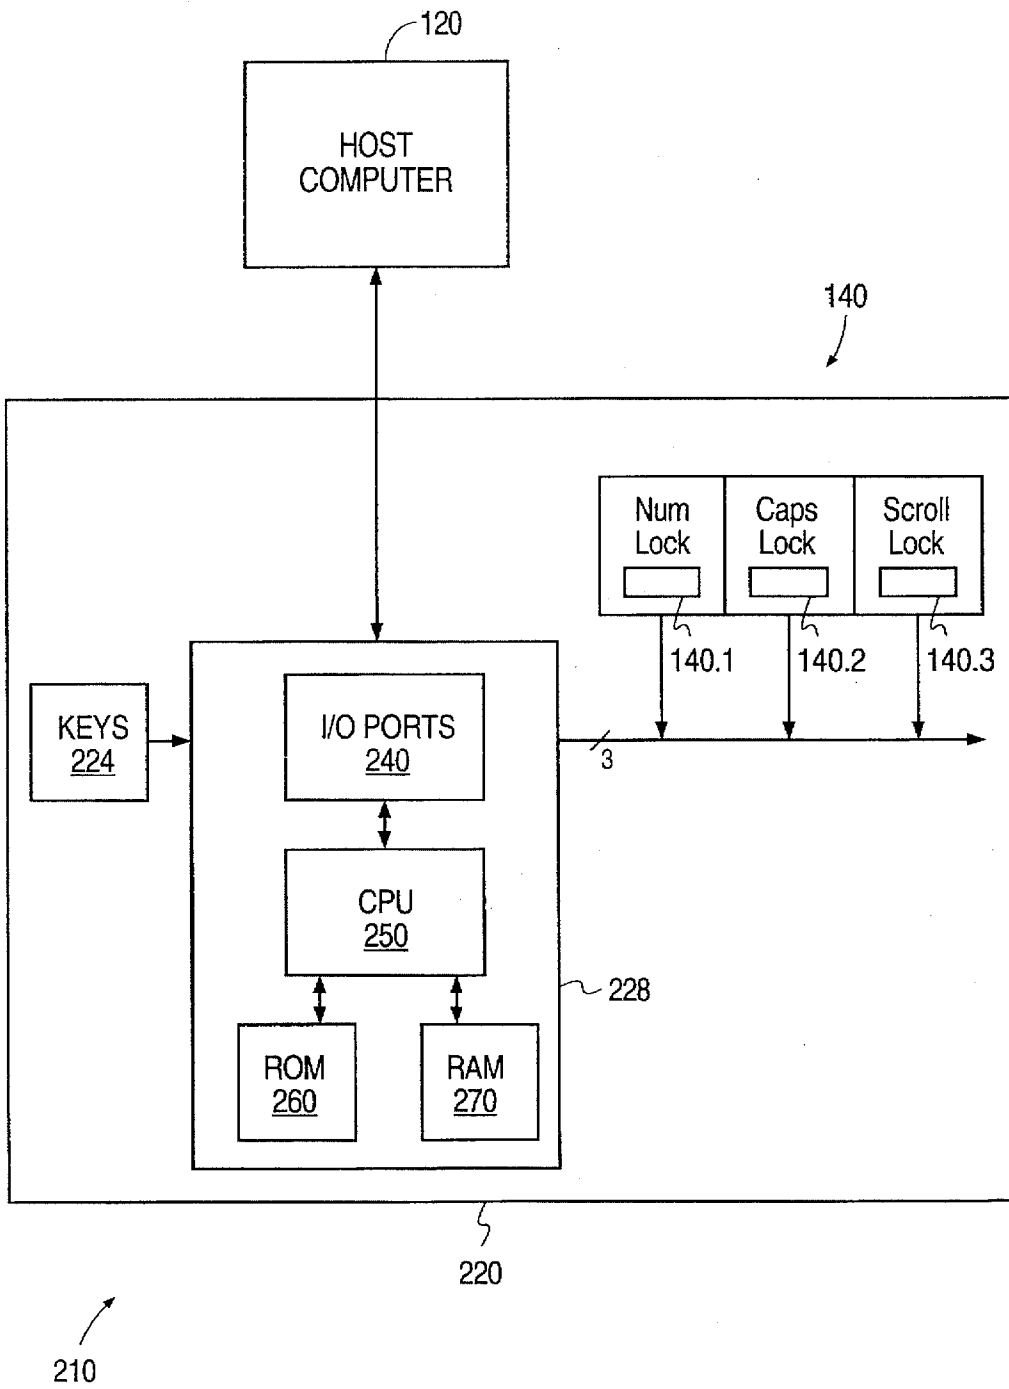 120
HOST
COMPUTER
140
Num
Lock
Caps
Lock
Scroll
Lock
140.1
140.2
140.3
KEYS
224
I/O PORTS
240
3
CPU
250
228
ROM
260
RAM
270
220
210